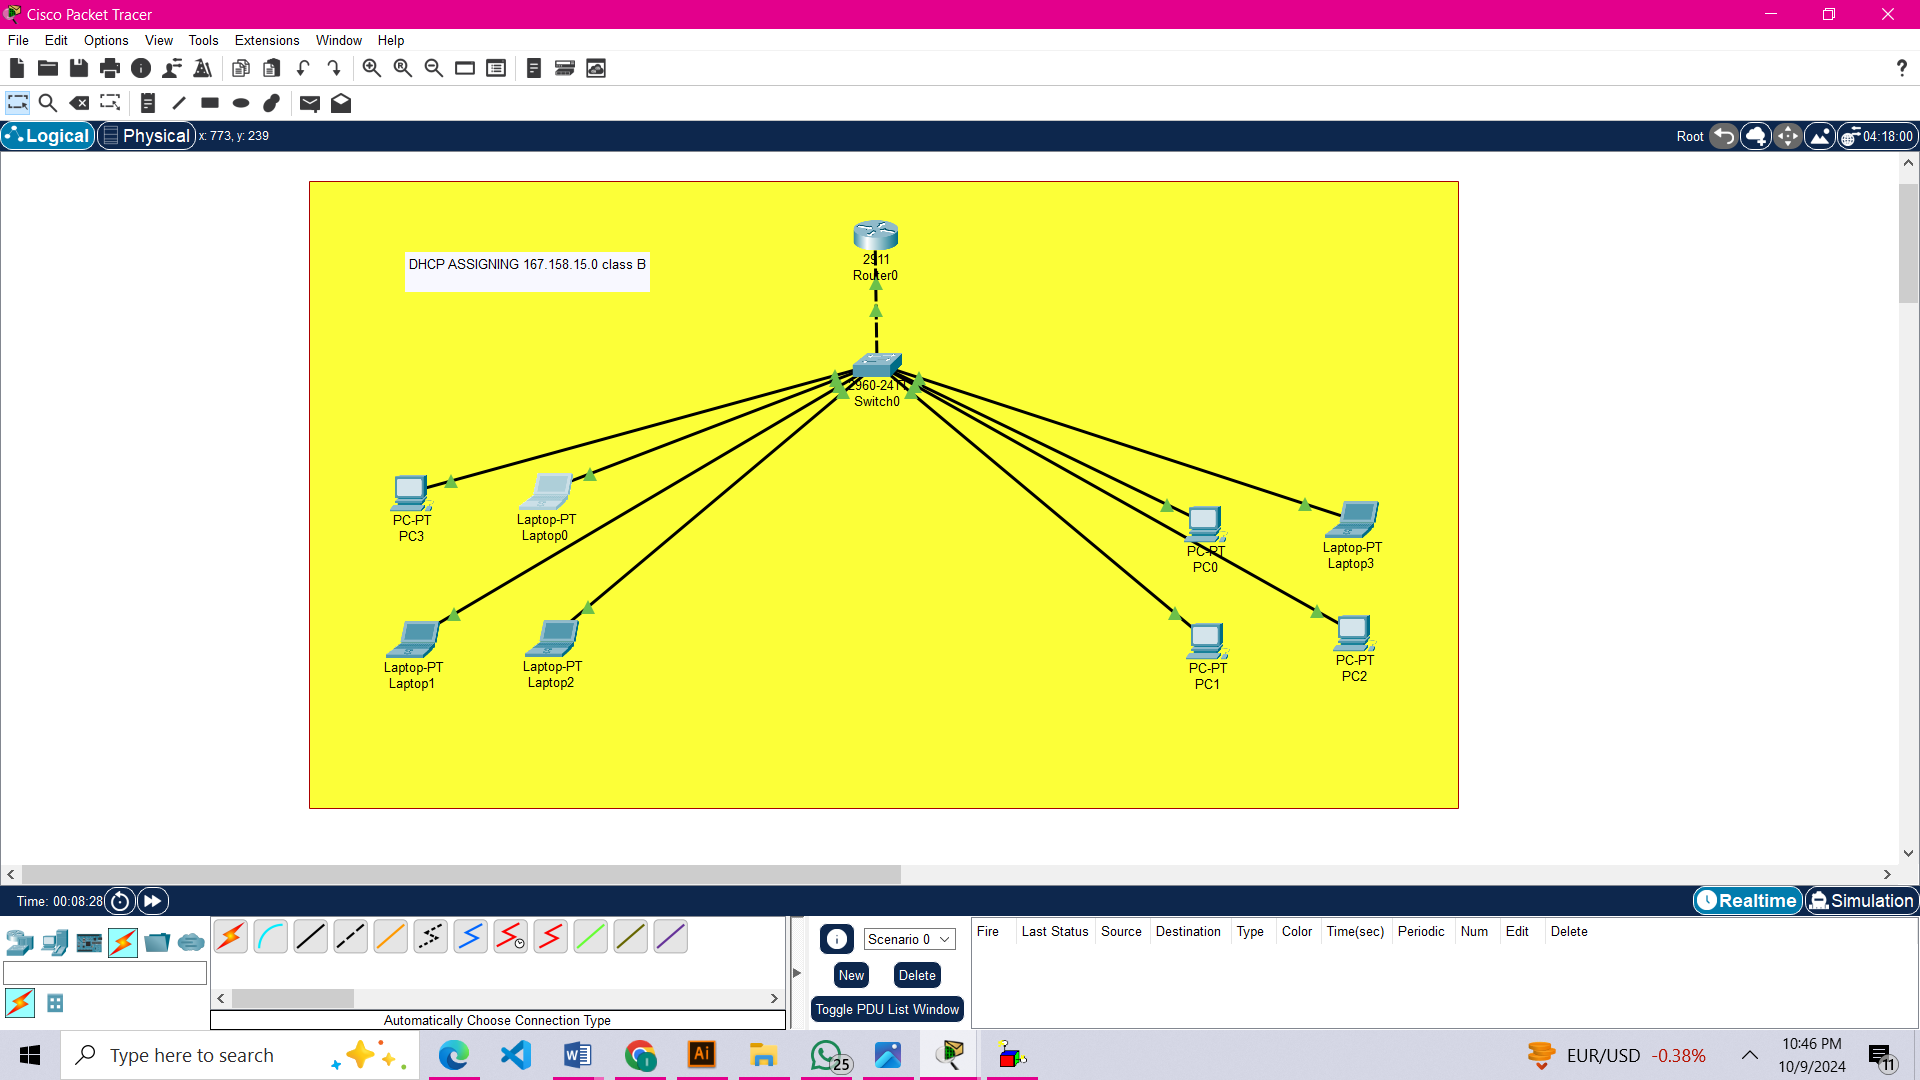 Cisco Packet Tracer
File Edit Options View Tools Extensions Window Help
?
Logical Physical x: 773, y: 239 Root 04:18:00
DHCP ASSIGNING 167.158.15.0 class B
2911
Router0
Switch0
PC-PT
PC3
Laptop-PT
Laptop0
PC-PT
PC0
Laptop-PT
Laptop3
Laptop-PT
Laptop1
Laptop-PT
Laptop2
PC-PT
PC1
PC-PT
PC2
Time: 00:08:28 Realtime Simulation
Scenario 0
New Delete
Toggle PDU List Window
Fire Last Status Source Destination Type Color Time(sec) Periodic Num Edit Delete
Automatically Choose Connection Type
Type here to search
Ai
25
EUR/USD -0.38%
10:46 PM
10/9/2024
11